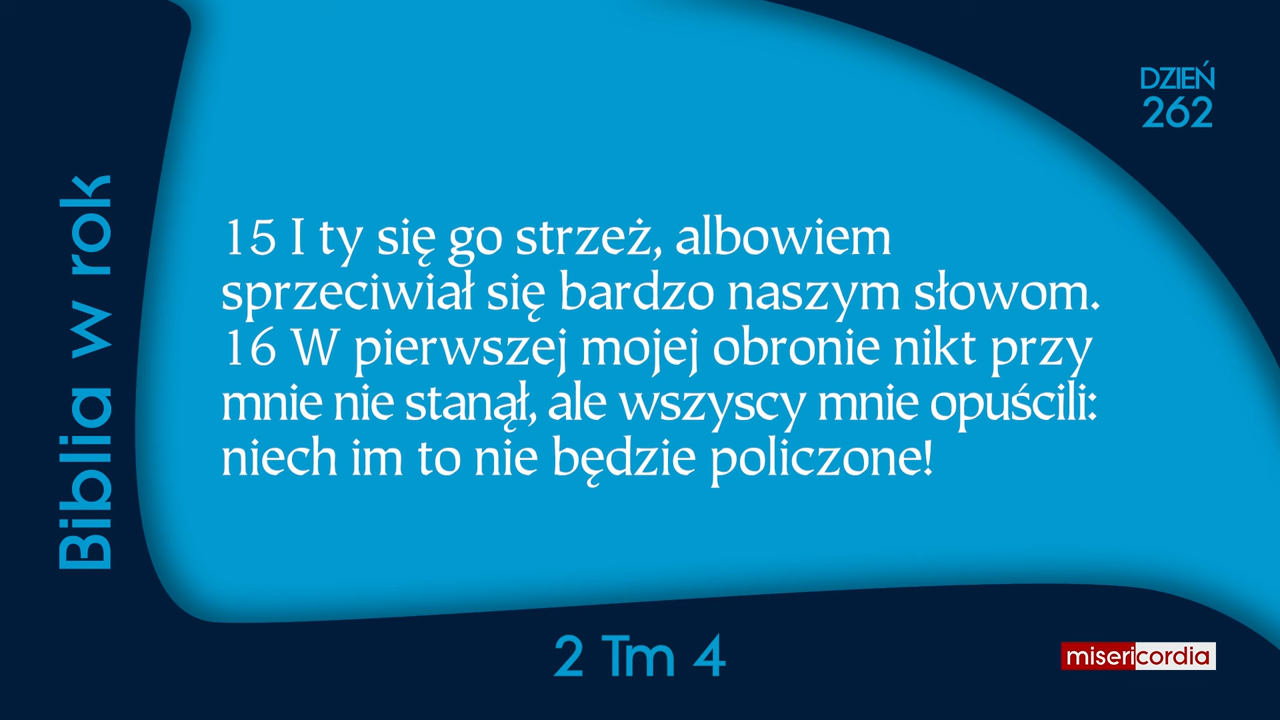 DZIEŃ
262
Biblia w rok
15 I ty się go strzeż, albowiem
sprzeciwiał się bardzo naszym słowom.
16 W pierwszej mojej obronie nikt przy
mnie nie stanął, ale wszyscy mnie opuścili:
niech im to nie będzie policzone!
2 Tm 4
misericordia